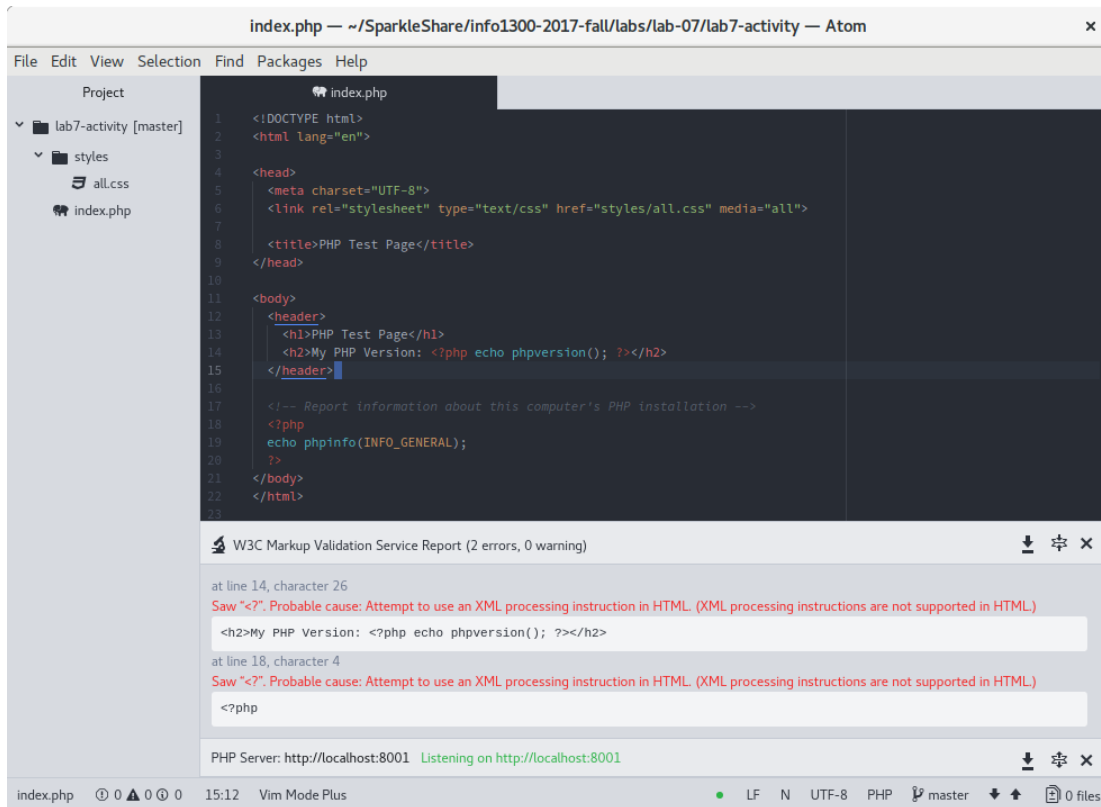 index.php — ~/SparkleShare/info1300-2017-fall/labs/lab-07/lab7-activity — Atom
File Edit View Selection Find Packages Help
Project
lab7-activity [master]
styles
all.css
index.php
index.php
1 <!DOCTYPE html>
2 <html lang="en">
3
4 <head>
5 <meta charset="UTF-8">
6 <link rel="stylesheet" type="text/css" href="styles/all.css" media="all">
7
8 <title>PHP Test Page</title>
9 </head>
10
11 <body>
12 <header>
13 <h1>PHP Test Page</h1>
14 <h2>My PHP Version: <?php echo phpversion(); ?></h2>
15 </header>
16
17 <!-- Report information about this computer's PHP installation -->
18 <?php
19 echo phpinfo(INFO_GENERAL);
20 ?>
21 </body>
22 </html>
23
W3C Markup Validation Service Report (2 errors, 0 warning)
at line 14, character 26
Saw "<?". Probable cause: Attempt to use an XML processing instruction in HTML. (XML processing instructions are not supported in HTML.)
<h2>My PHP Version: <?php echo phpversion(); ?></h2>
at line 18, character 4
Saw "<?". Probable cause: Attempt to use an XML processing instruction in HTML. (XML processing instructions are not supported in HTML.)
<?php
PHP Server: http://localhost:8001 Listening on http://localhost:8001
index.php 0 0 0 15:12 Vim Mode Plus LF N UTF-8 PHP master 0 files